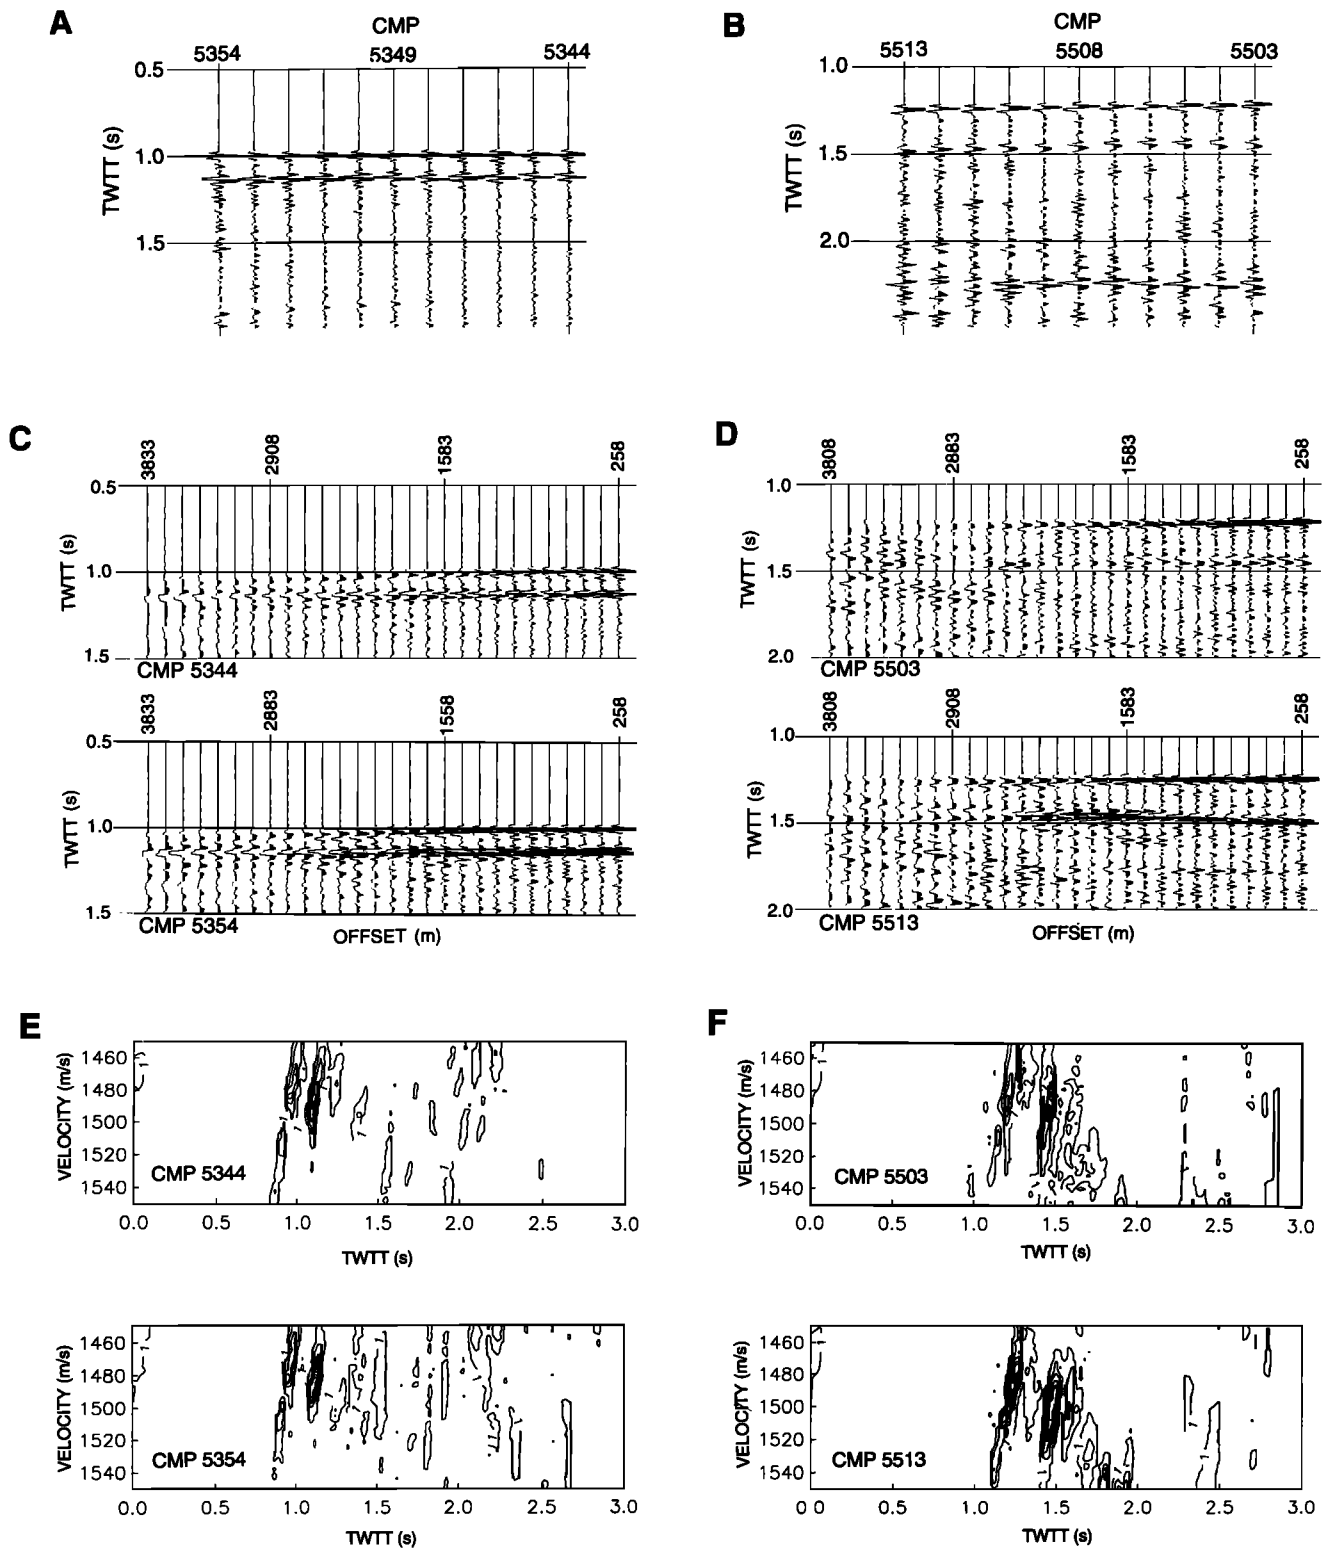 A
CMP
5354 5349 5344
0.5
1.0
1.5
TWTT (s)
B
CMP
5513 5508 5503
1.0
1.5
2.0
TWTT (s)
C
3833 2908 1583 258
0.5
1.0
1.5
TWTT (s)
CMP 5344
3833 2883 1558 258
0.5
1.0
1.5
TWTT (s)
CMP 5354
OFFSET (m)
D
3808 2883 1583 258
1.0
1.5
2.0
TWTT (s)
CMP 5503
3808 2908 1583 258
1.0
1.5
2.0
TWTT (s)
CMP 5513
OFFSET (m)
E
1460
1480
1500
1520
1540
VELOCITY (m/s)
CMP 5344
0.0 0.5 1.0 1.5 2.0 2.5 3.0
TWTT (s)
1460
1480
1500
1520
1540
VELOCITY (m/s)
CMP 5354
0.0 0.5 1.0 1.5 2.0 2.5 3.0
TWTT (s)
F
1460
1480
1500
1520
1540
VELOCITY (m/s)
CMP 5503
0.0 0.5 1.0 1.5 2.0 2.5 3.0
TWTT (s)
1460
1480
1500
1520
1540
VELOCITY (m/s)
CMP 5513
0.0 0.5 1.0 1.5 2.0 2.5 3.0
TWTT (s)